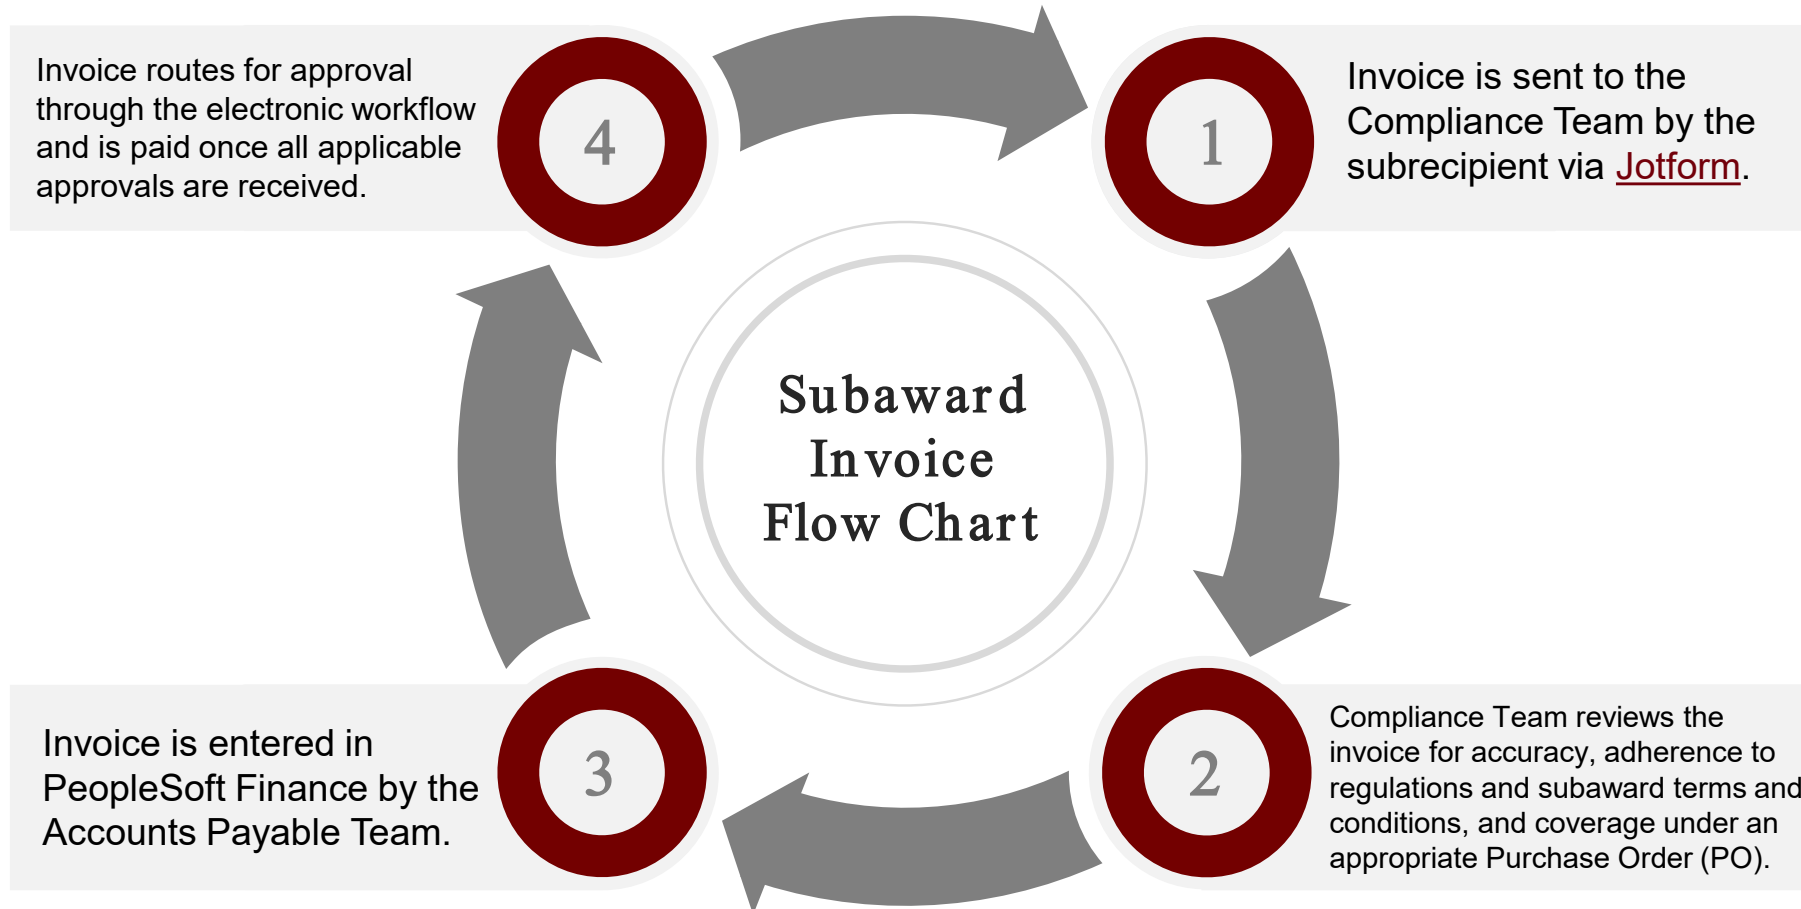 Invoice routes for approval
through the electronic workflow
and is paid once all applicable
approvals are received.
4
1
Invoice is sent to the
Compliance Team by the
subrecipient via Jotform.
Subaward
Invoice
Flow Chart
Invoice is entered in
PeopleSoft Finance by the
Accounts Payable Team.
3
2
Compliance Team reviews the
invoice for accuracy, adherence to
regulations and subaward terms and
conditions, and coverage under an
appropriate Purchase Order (PO).